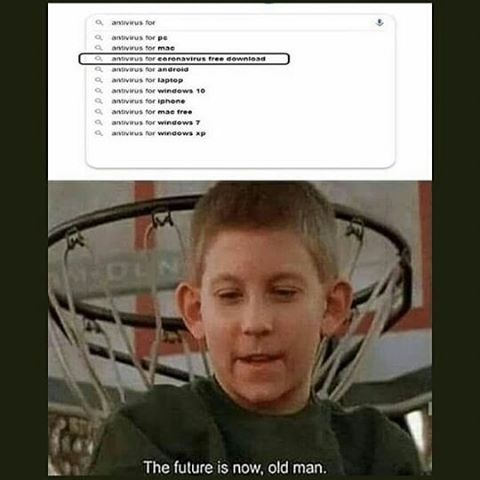 antivirus for
antivirus for pc
antivirus for mac
antivirus for coronavirus free download
antivirus for android
antivirus for laptop
antivirus for windows 10
antivirus for iphone
antivirus for mac free
antivirus for windows 7
antivirus for windows xp
The future is now, old man.